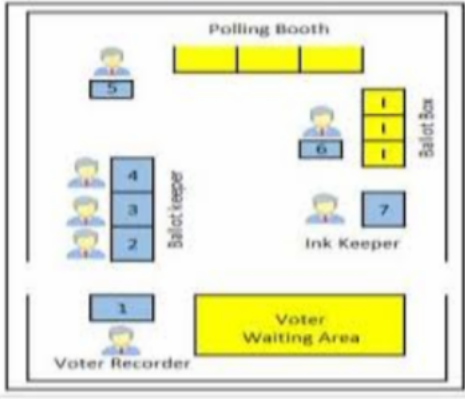 Polling Booth
5
6
I
I
I
Ballot Box
4
3
2
Ballot keeper
7
Ink Keeper
1
Voter Recorder
Voter
Waiting Area